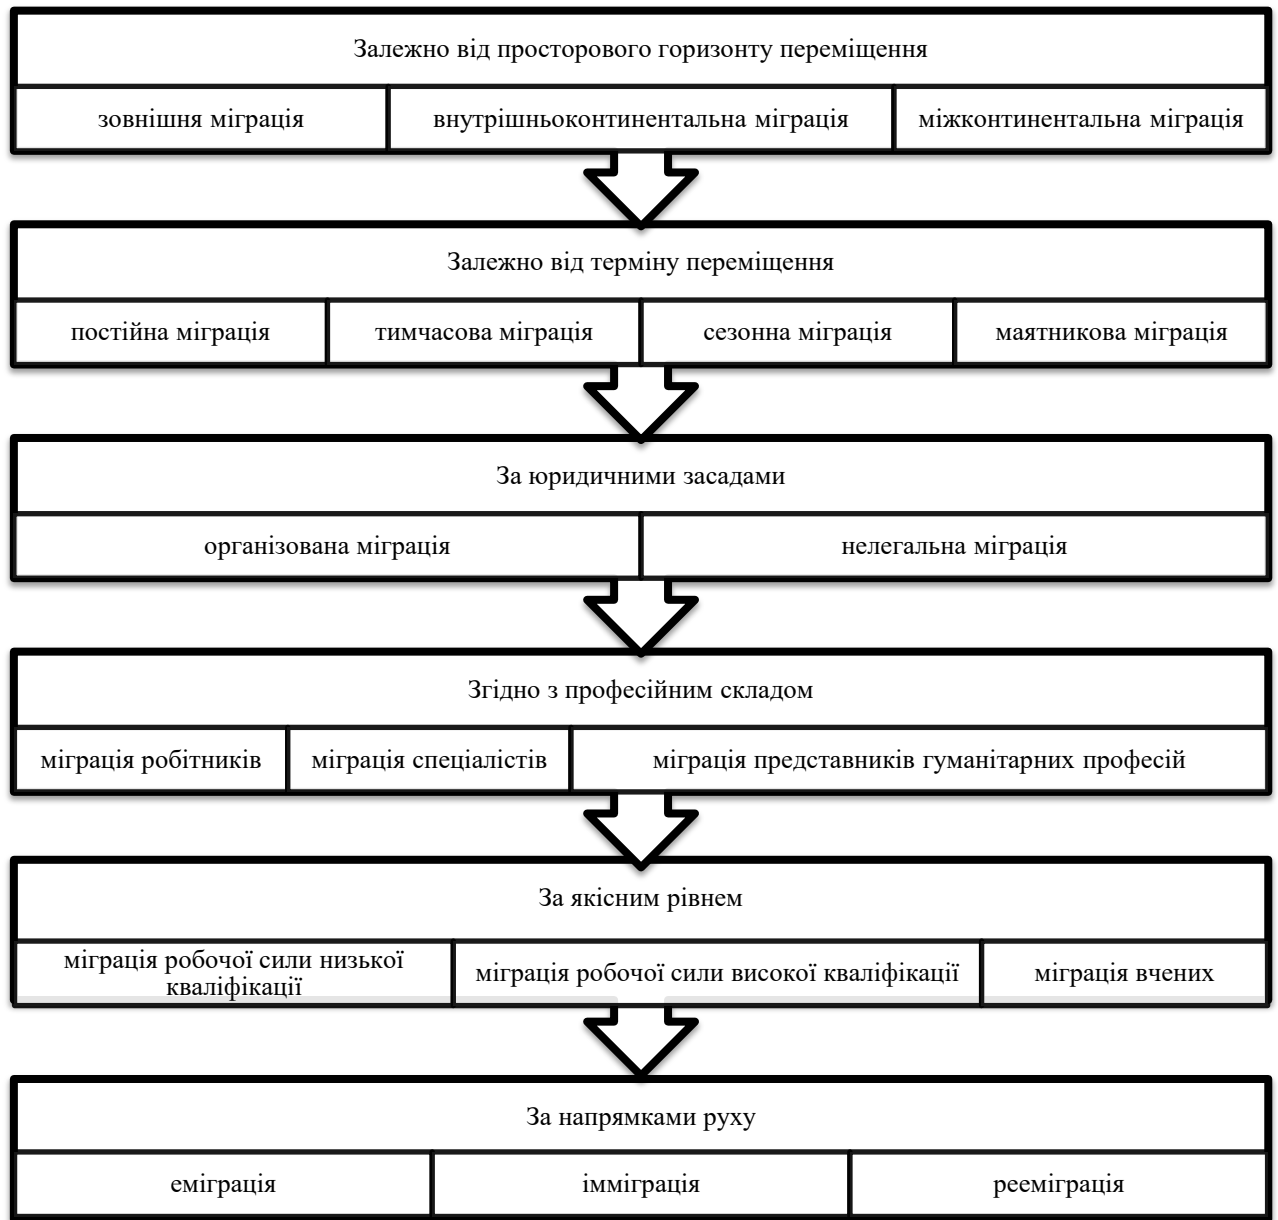 Залежно від просторового горизонту переміщення
зовнішня міграція
внутрішньоконтинентальна міграція
міжконтинентальна міграція
Залежно від терміну переміщення
постійна міграція
тимчасова міграція
сезонна міграція
маятникова міграція
За юридичними засадами
організована міграція
нелегальна міграція
Згідно з професійним складом
міграція робітників
міграція спеціалістів
міграція представників гуманітарних професій
За якісним рівнем
міграція робочої сили низької
кваліфікації
міграція робочої сили високої кваліфікації
міграція вчених
За напрямками руху
еміграція
імміграція
рееміграція